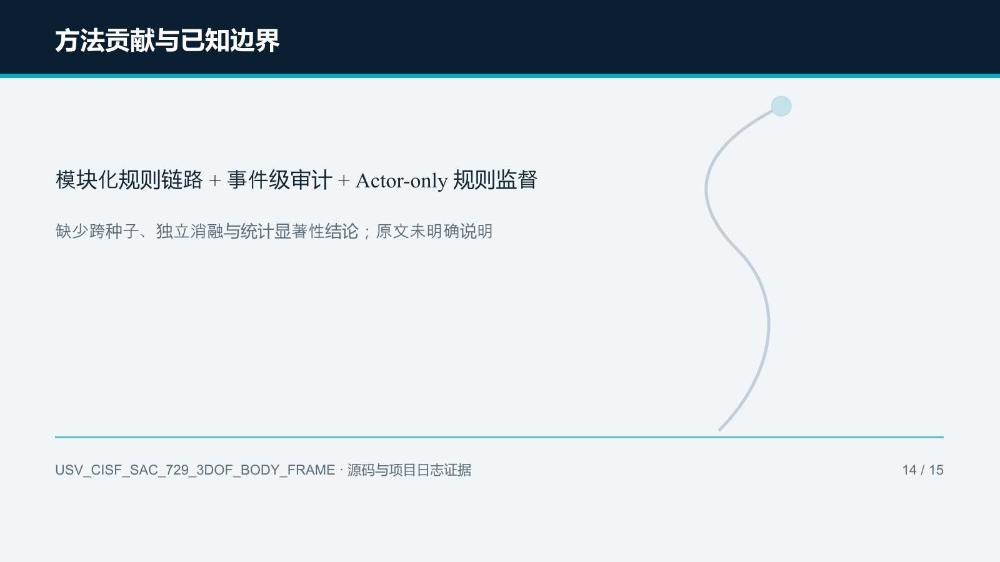 方法贡献与已知边界
模块化规则链路 + 事件级审计 + Actor-only 规则监督
缺少跨种子、独立消融与统计显著性结论；原文未明确说明
USV_CISF_SAC_729_3DOF_BODY_FRAME · 源码与项目日志证据
14 / 15